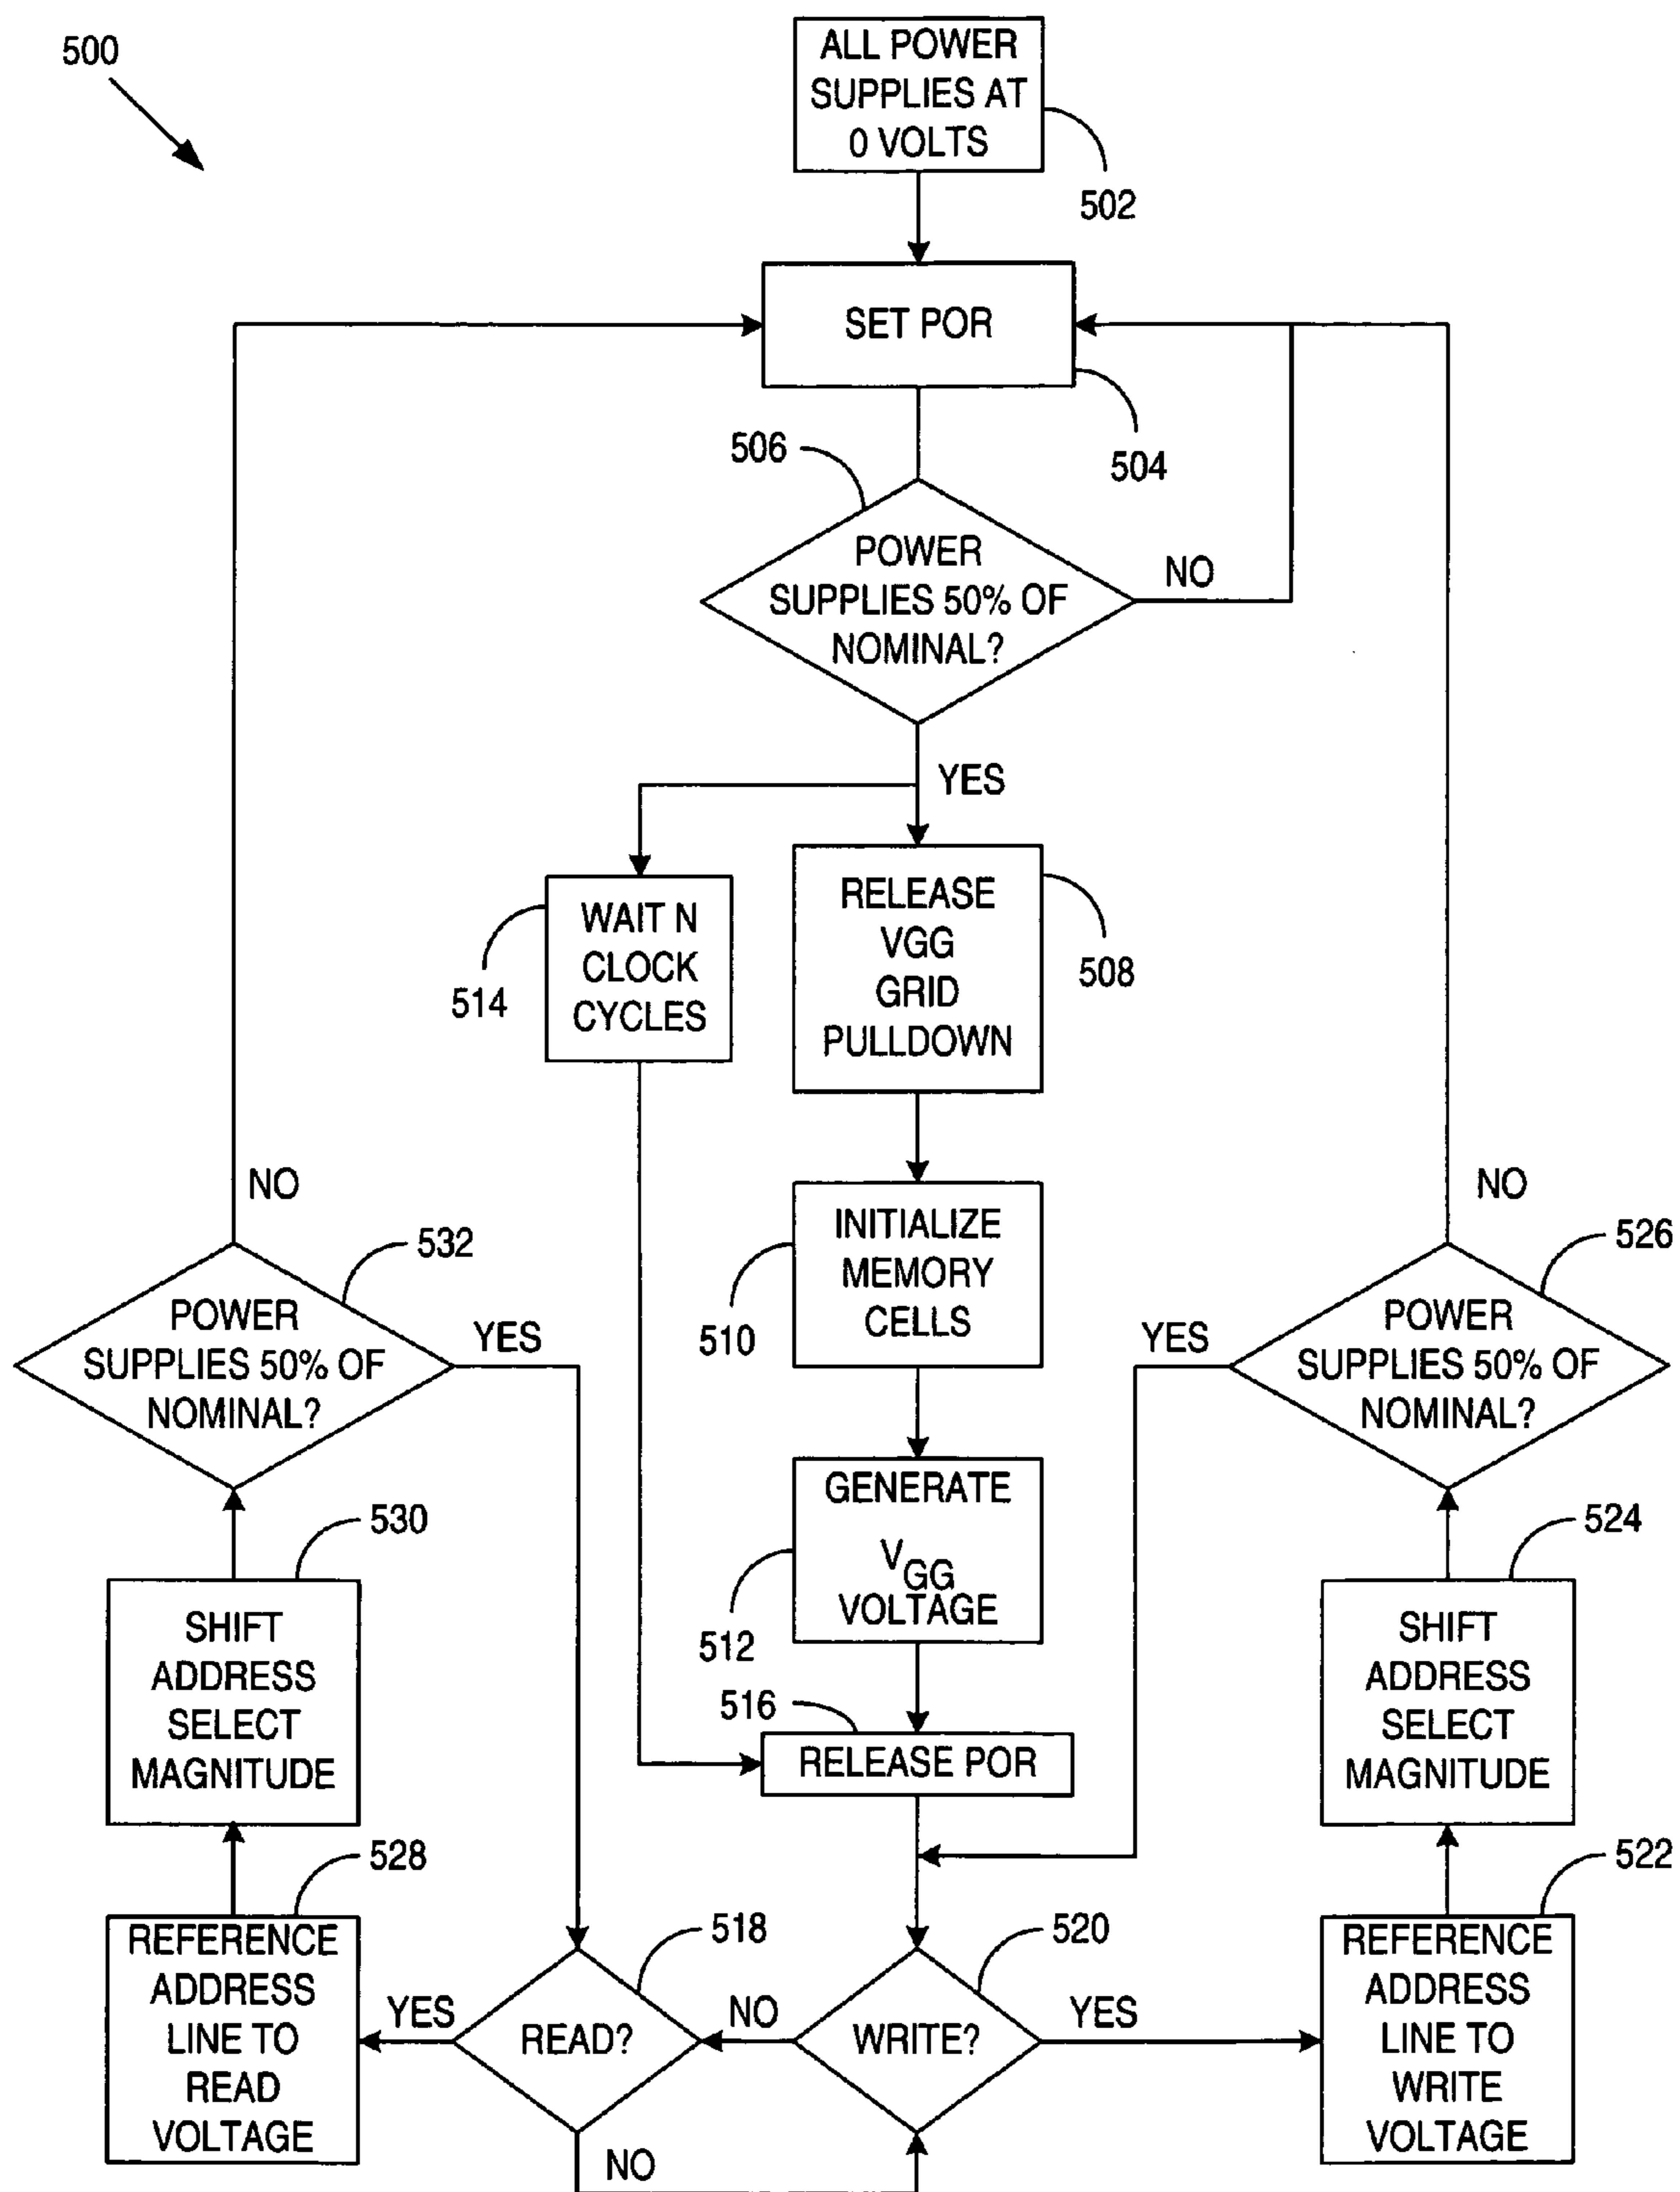 500
ALL POWER
SUPPLIES AT
0 VOLTS
502
SET POR
504
506
POWER
SUPPLIES 50% OF
NOMINAL?
NO
YES
WAIT N
CLOCK
CYCLES
514
RELEASE
VGG
GRID
PULLDOWN
508
INITIALIZE
MEMORY
CELLS
510
GENERATE
VGG
VOLTAGE
512
516
RELEASE POR
NO
532
POWER
SUPPLIES 50% OF
NOMINAL?
YES
530
SHIFT
ADDRESS
SELECT
MAGNITUDE
528
REFERENCE
ADDRESS
LINE TO
READ
VOLTAGE
YES
518
READ?
NO
NO
520
WRITE?
YES
NO
526
POWER
SUPPLIES 50% OF
NOMINAL?
YES
524
SHIFT
ADDRESS
SELECT
MAGNITUDE
522
REFERENCE
ADDRESS
LINE TO
WRITE
VOLTAGE